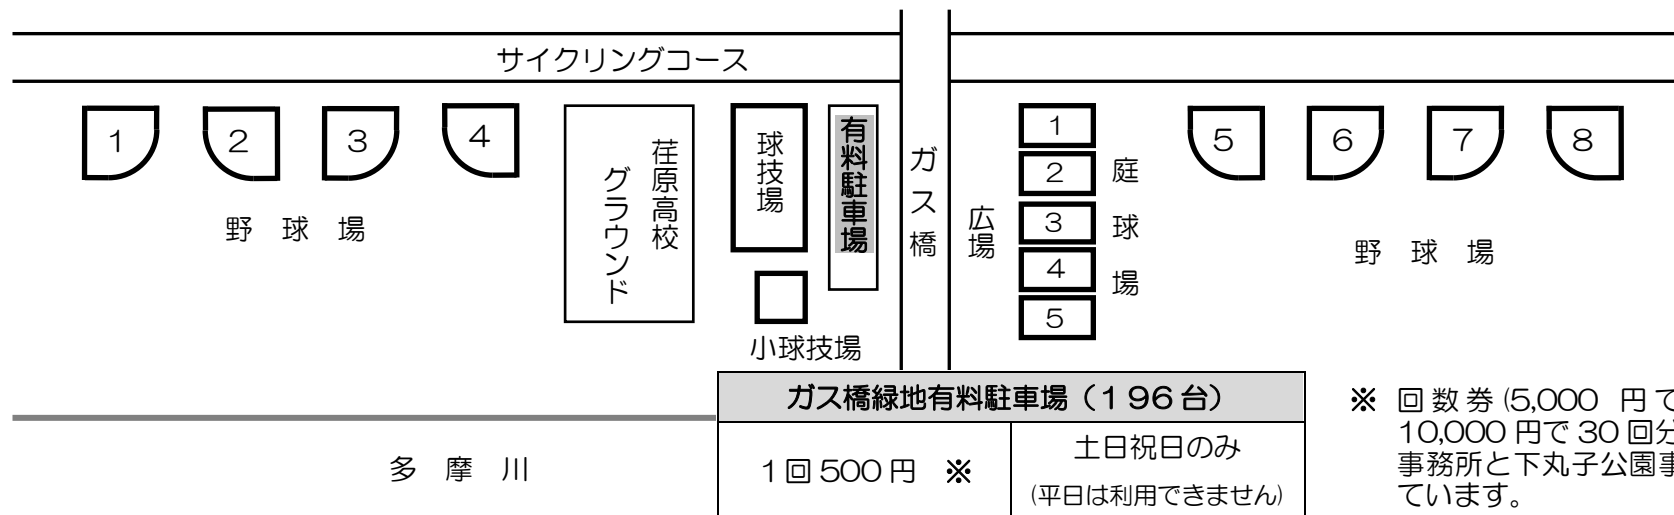 サイクリングコース
1
2
3
4
野球場
荏原高校
グラウンド
球技場
小球技場
有料駐車場
ガス橋
広場
1
2
3
4
5
庭球場
5
6
7
8
野球場
多摩川
ガス橋緑地有料駐車場（196台）
1回500円 ※
土日祝日のみ
(平日は利用できません)
※ 回数券(5,000 円で
10,000円で30回分
事務所と下丸子公園事
ています。